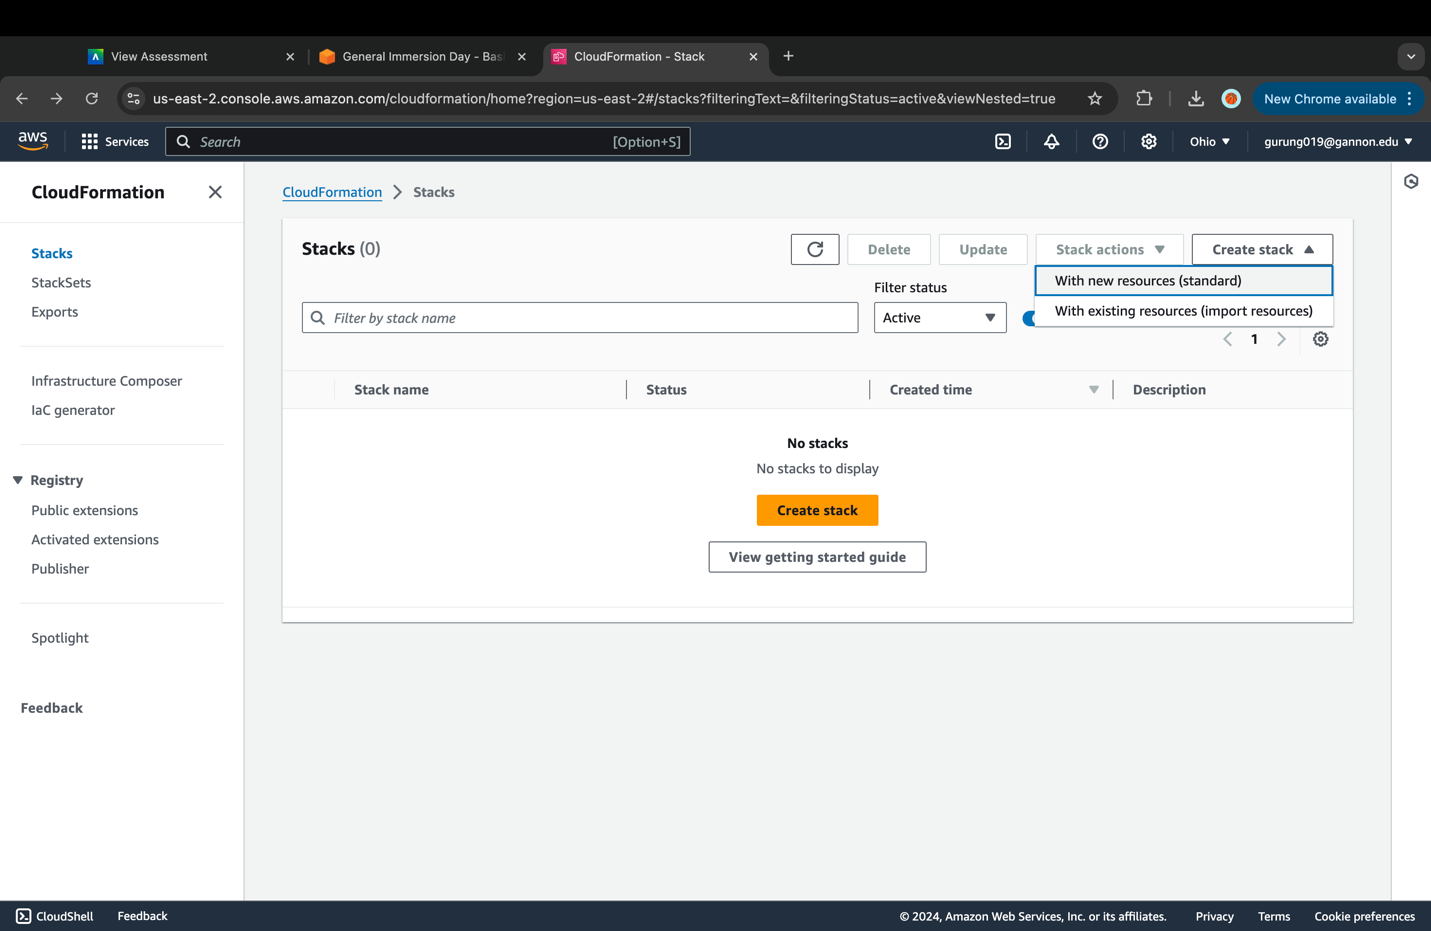 View Assessment
General Immersion Day - Bas
CloudFormation - Stack
us-east-2.console.aws.amazon.com/cloudformation/home?region=us-east-2#/stacks?filteringText=&filteringStatus=active&viewNested=true
New Chrome available
aws
Services
Search
[Option+S]
Ohio
gurung019@gannon.edu
CloudFormation
Stacks
StackSets
Exports
Infrastructure Composer
IaC generator
Registry
Public extensions
Activated extensions
Publisher
Spotlight
Feedback
CloudFormation
Stacks
Stacks (0)
Delete
Update
Stack actions
Create stack
With new resources (standard)
With existing resources (import resources)
Filter status
Filter by stack name
Active
1
Stack name
Status
Created time
Description
No stacks
No stacks to display
Create stack
View getting started guide
CloudShell
Feedback
© 2024, Amazon Web Services, Inc. or its affiliates.
Privacy
Terms
Cookie preferences